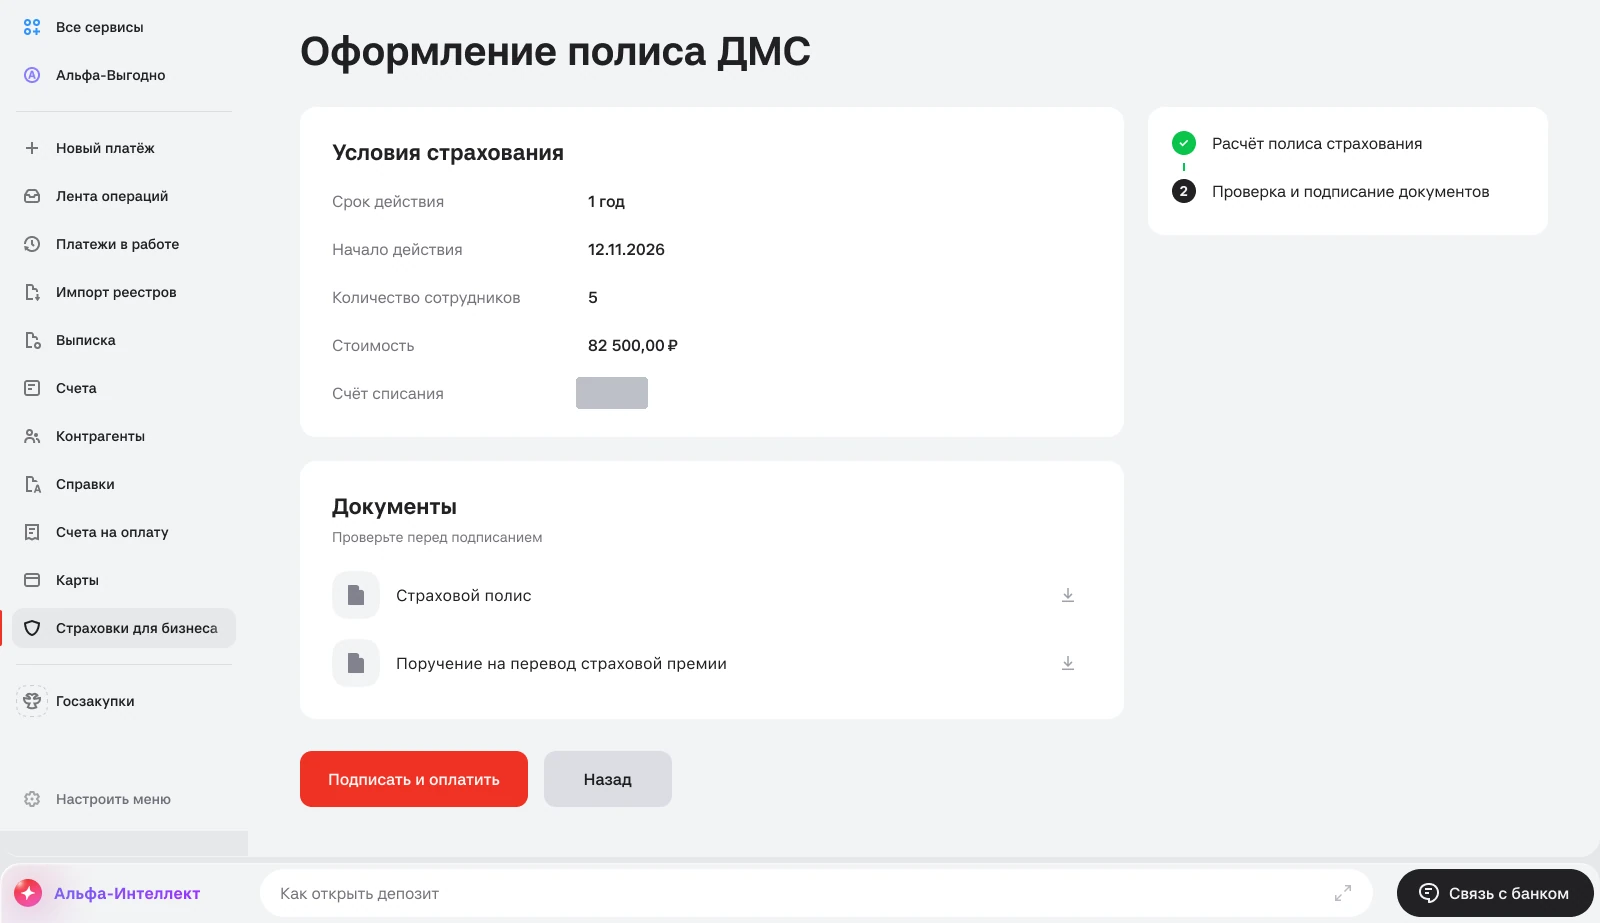 Все сервисы
Альфа-Выгодно
Новый платёж
Лента операций
Платежи в работе
Импорт реестров
Выписка
Счета
Контрагенты
Справки
Счета на оплату
Карты
Страховки для бизнеса
Госзакупки
Настроить меню
Оформление полиса ДМС
Условия страхования
Срок действия 1 год
Начало действия 12.11.2026
Количество сотрудников 5
Стоимость 82 500,00 ₽
Счёт списания
Документы
Проверьте перед подписанием
Страховой полис
Поручение на перевод страховой премии
Подписать и оплатить
Назад
Расчёт полиса страхования
2 Проверка и подписание документов
Альфа-Интеллект
Как открыть депозит
Связь с банком